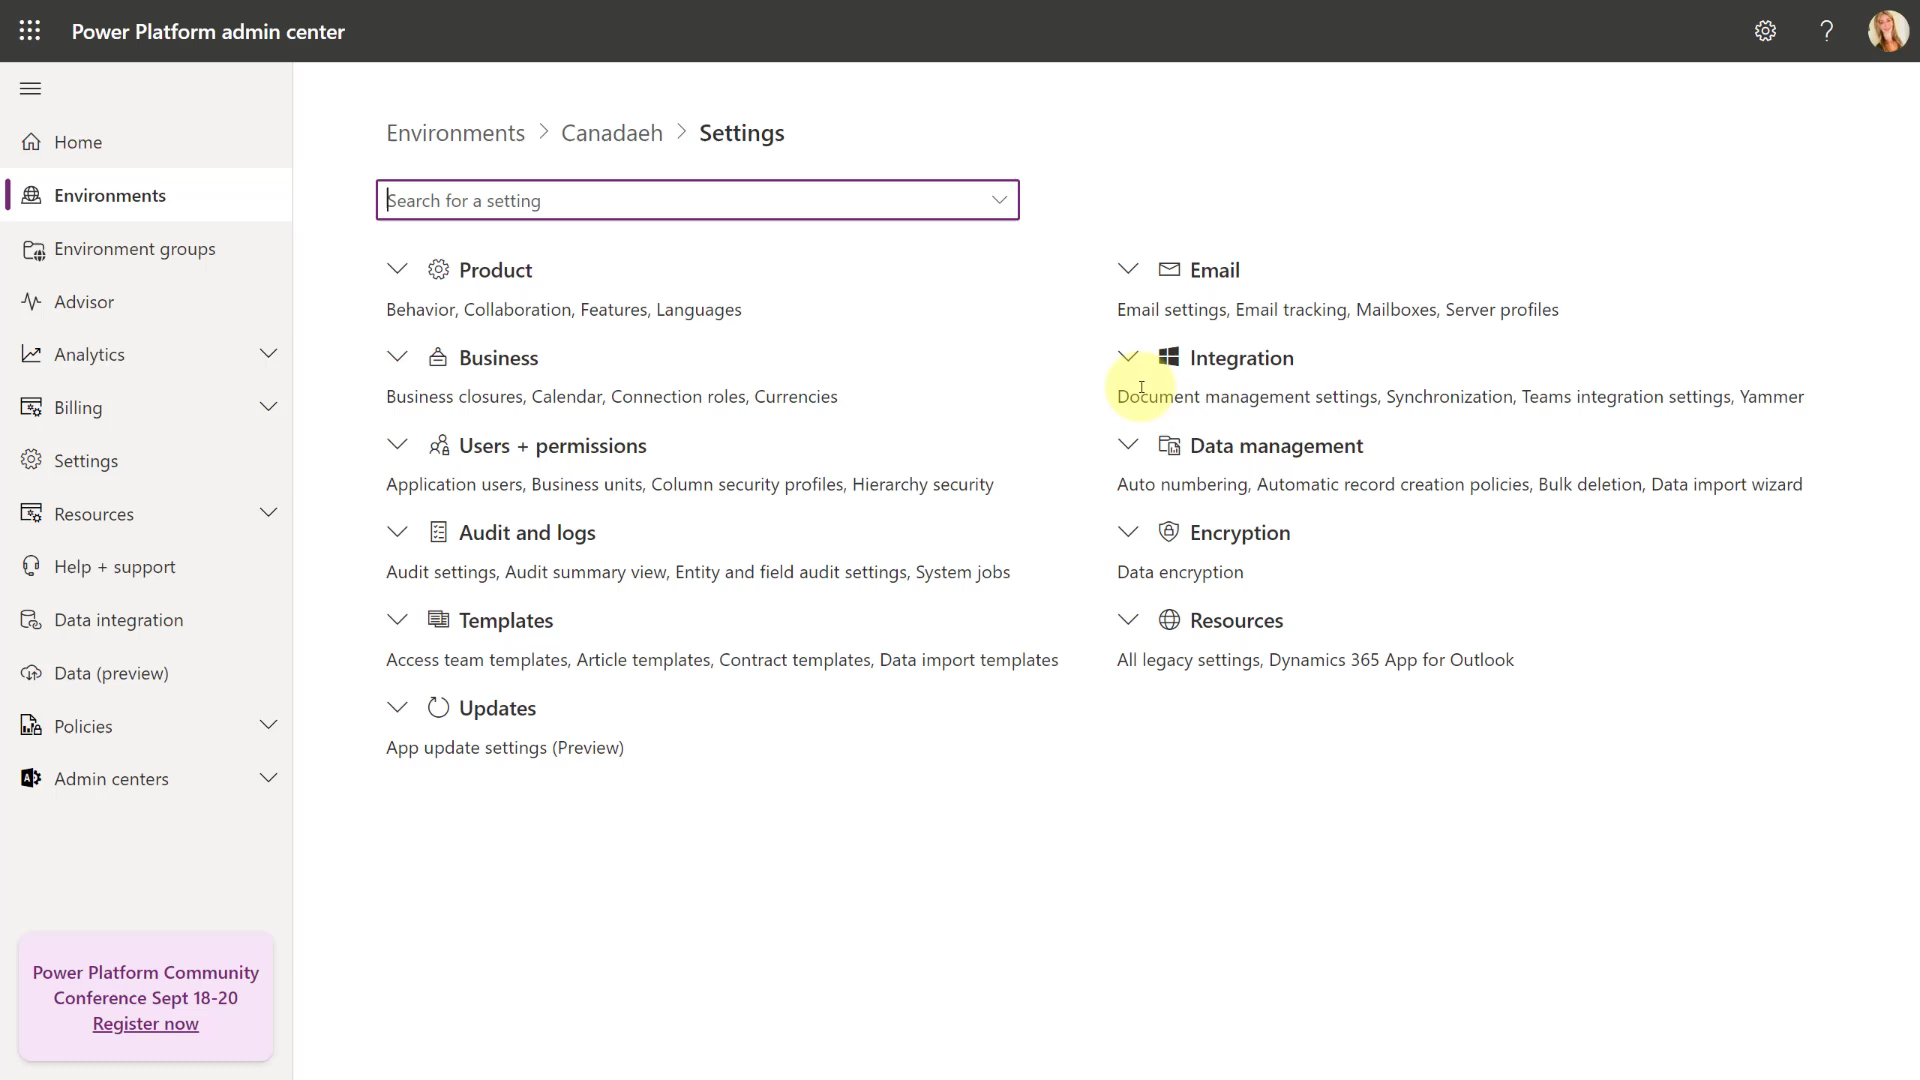 Power Platform admin center
?
Home
Environments
Environment groups
Advisor
Analytics
Billing
Settings
Resources
Help + support
Data integration
Data (preview)
Policies
Admin centers
Power Platform Community
Conference Sept 18-20
Register now
Environments > Canadaeh > Settings
Search for a setting
Product
Behavior, Collaboration, Features, Languages
Business
Business closures, Calendar, Connection roles, Currencies
Users + permissions
Application users, Business units, Column security profiles, Hierarchy security
Audit and logs
Audit settings, Audit summary view, Entity and field audit settings, System jobs
Templates
Access team templates, Article templates, Contract templates, Data import templates
Updates
App update settings (Preview)
Email
Email settings, Email tracking, Mailboxes, Server profiles
Integration
Document management settings, Synchronization, Teams integration settings, Yammer
Data management
Auto numbering, Automatic record creation policies, Bulk deletion, Data import wizard
Encryption
Data encryption
Resources
All legacy settings, Dynamics 365 App for Outlook